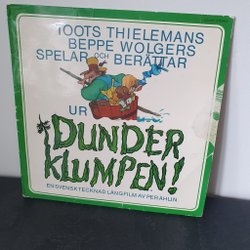 TOOTS THIELEMANS
BEPPE WOLGERS
SPELAR OCH BERÄTTAR
UR
DUNDER
KLUMPEN!
EN SVENSK TECKNAD LÅNGFILM AV PER ÅHLIN